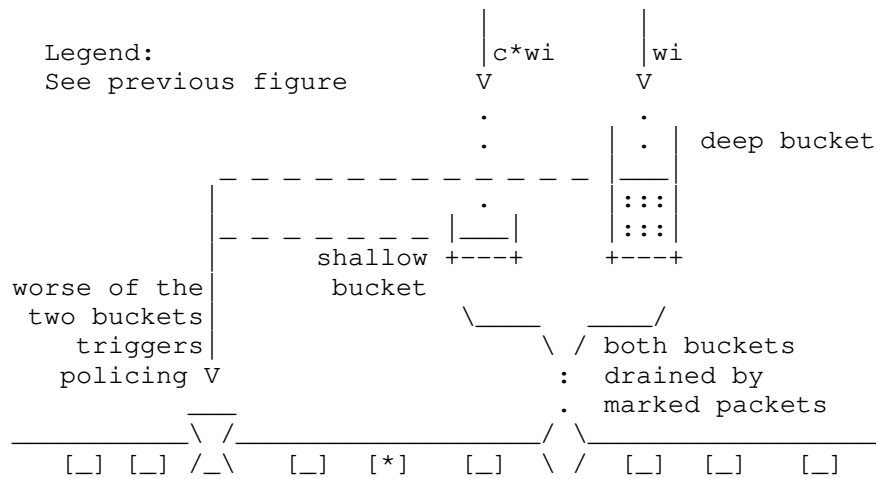 Legend: |c*wi |wi
See previous figure V V
deep bucket
shallow
worse of the bucket
two buckets
triggers both buckets
policing V : drained by
marked packets
[_] [_] /_\ [_] [*] [_] \ / [_] [_] [_]